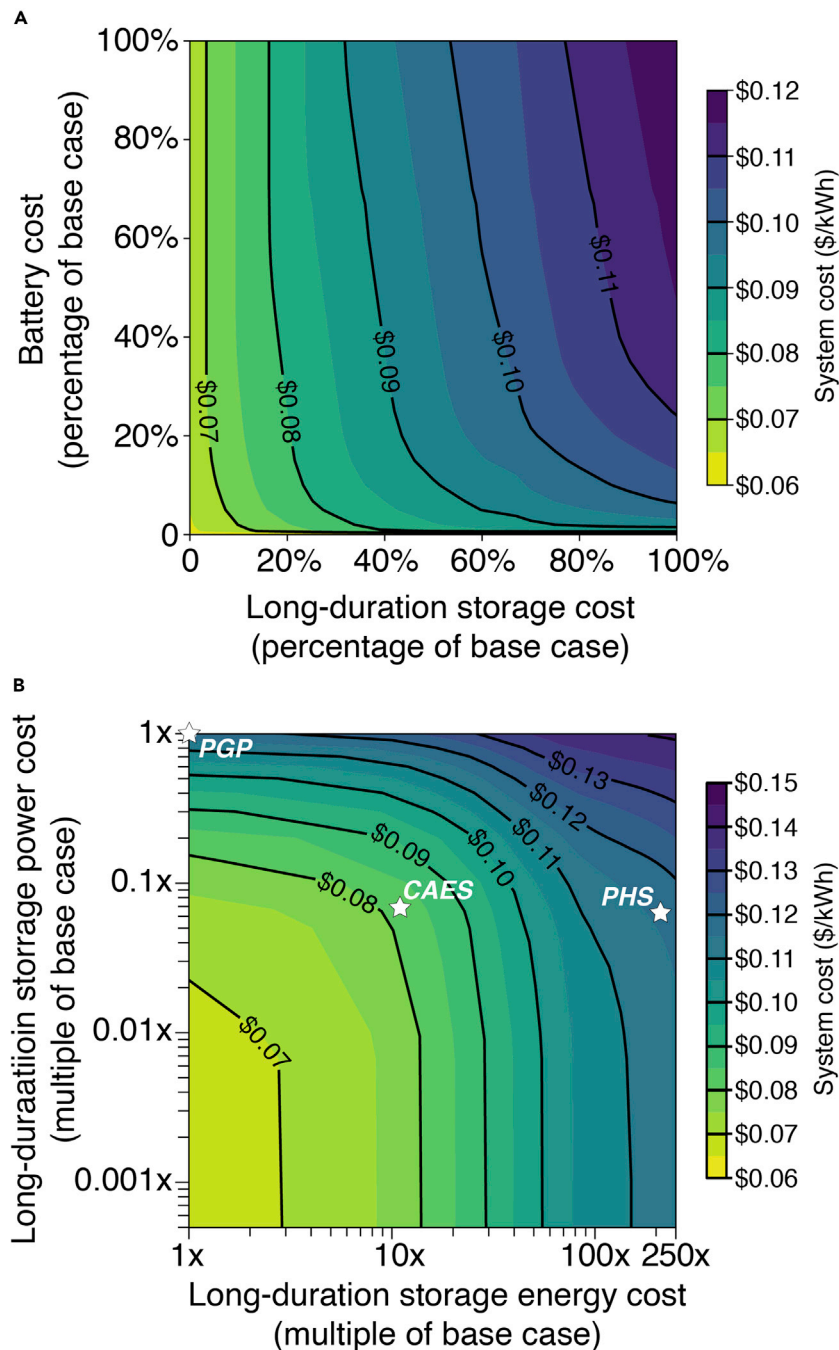 A
100%
80%
60%
40%
20%
0
Battery cost
(percentage of base case)
$0.07
$0.08
$0.09
$0.10
$0.11
0 20% 40% 60% 80% 100%
Long-duration storage cost
(percentage of base case)
$0.12
$0.11
$0.10
$0.09
$0.08
$0.07
$0.06
System cost ($/kWh)
B
1x
0.1x
0.01x
0.001x
Long-duraatiioin storrage power cost
(multiple of base case)
PGP
$0.13
$0.12
$0.11
$0.10
$0.09
$0.08
CAES
PHS
$0.07
1x 10x 100x 250x
Long-duration storage energy cost
(multiple of base case)
$0.15
$0.14
$0.13
$0.12
$0.11
$0.10
$0.09
$0.08
$0.07
$0.06
System cost ($/kWh)